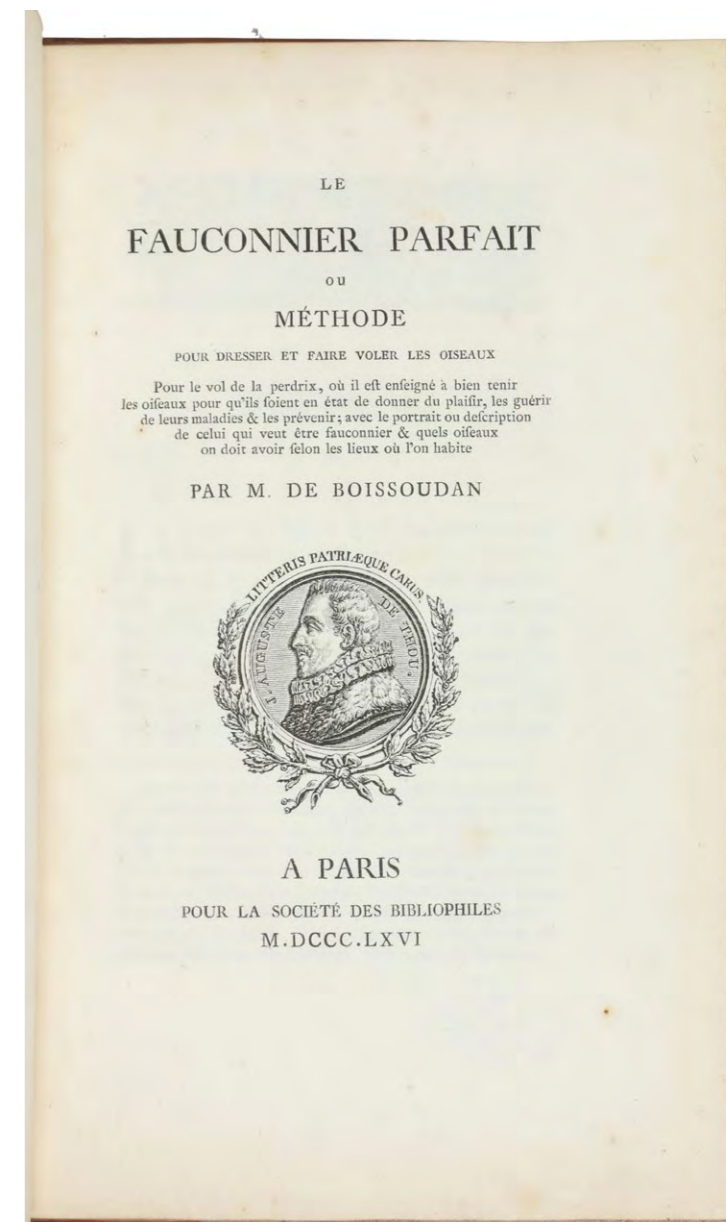 LE
FAUCONNIER PARFAIT
OU
MÉTHODE
POUR DRESSER ET FAIRE VOLER LES OISEAUX
Pour le vol de la perdrix, où il eſt enſeigné à bien tenir
les oiſeaux pour qu'ils ſoient en état de donner du plaiſir, les guérir
de leurs maladies & les prévenir; avec le portrait ou deſcription
de celui qui veut être fauconnier & quels oiſeaux
on doit avoir ſelon les lieux où l'on habite
PAR M. DE BOISSOUDAN
LITTERIS PATRIÆQUE CARUS
J. AUGUSTE DE THOU.
A PARIS
POUR LA SOCIÉTÉ DES BIBLIOPHILES
M.DCCC.LXVI